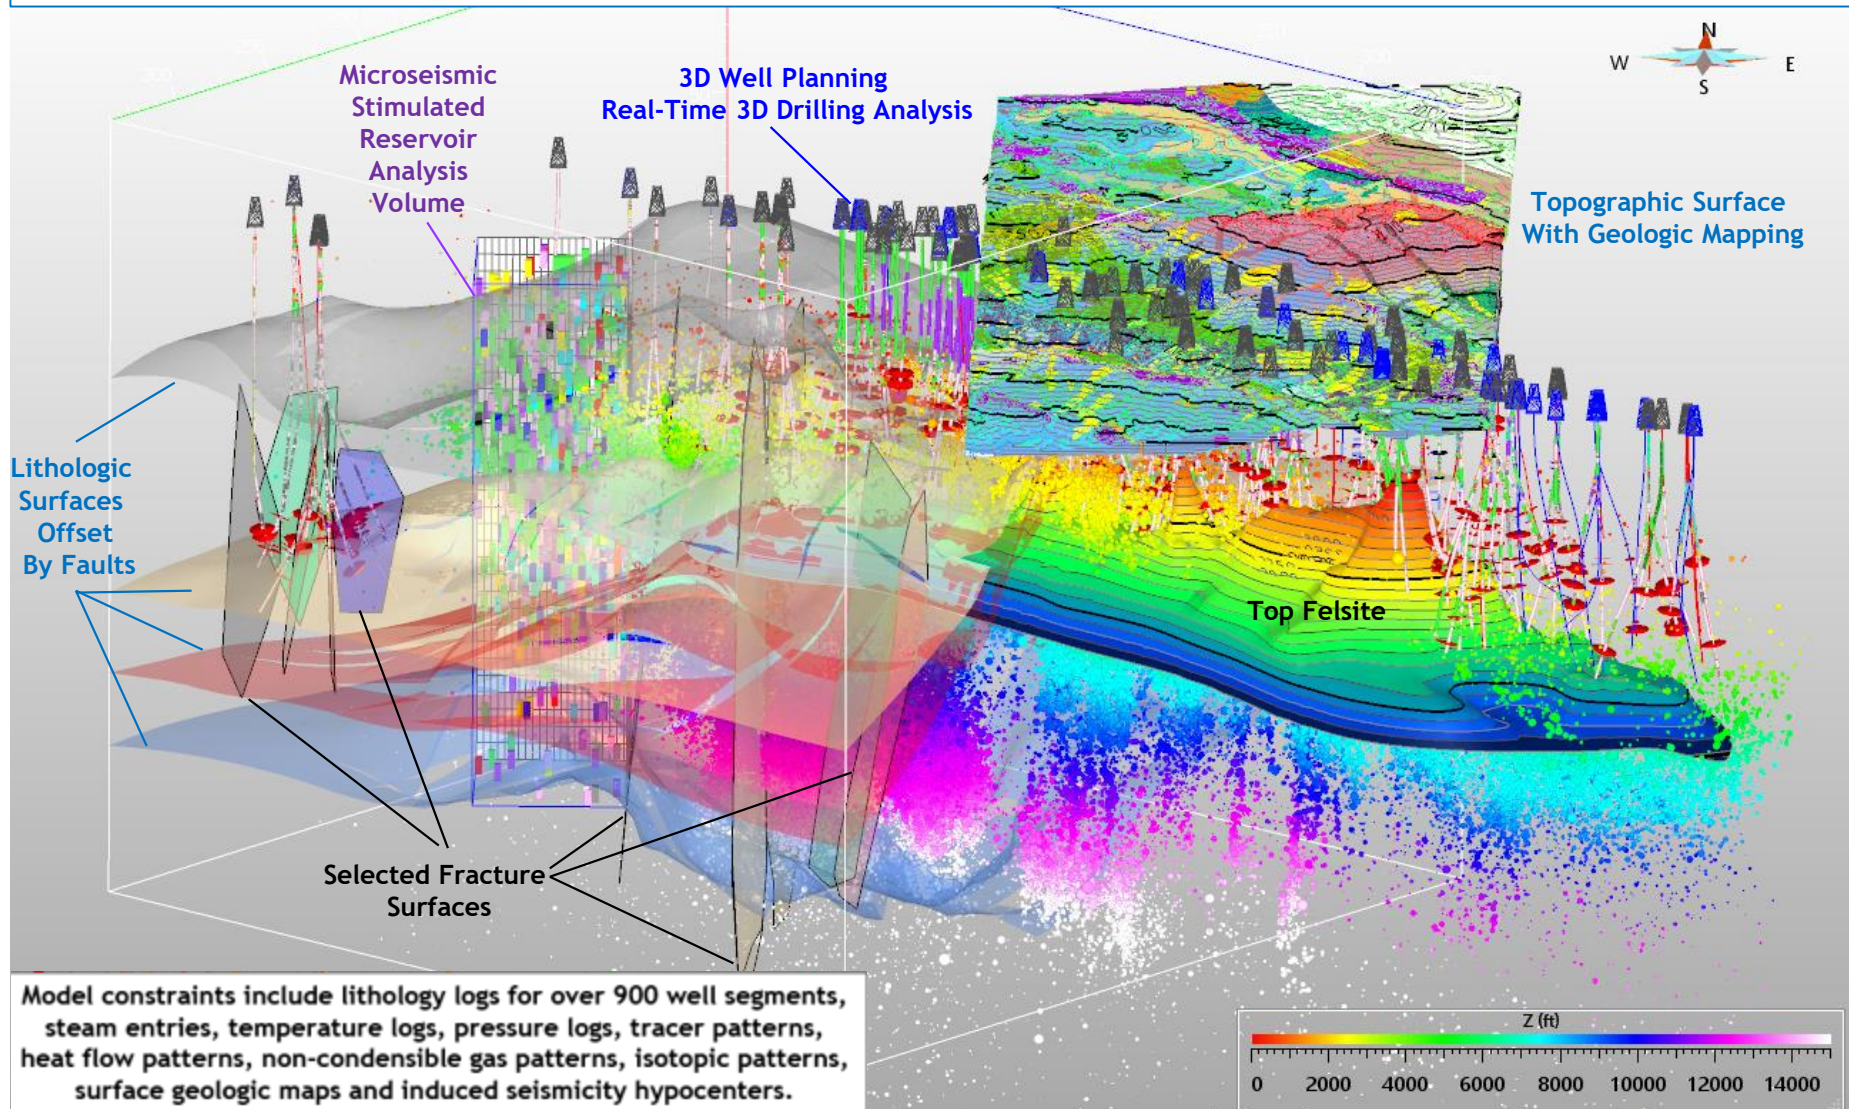 N
W
E
S
Microseismic
Stimulated
Reservoir
Analysis
Volume
3D Well Planning
Real-Time 3D Drilling Analysis
Topographic Surface
With Geologic Mapping
Lithologic
Surfaces
Offset
By Faults
Top Felsite
Selected Fracture
Surfaces
Model constraints include lithology logs for over 900 well segments,
steam entries, temperature logs, pressure logs, tracer patterns,
heat flow patterns, non-condensible gas patterns, isotopic patterns,
surface geologic maps and induced seismicity hypocenters.
Z (ft)
0 2000 4000 6000 8000 10000 12000 14000